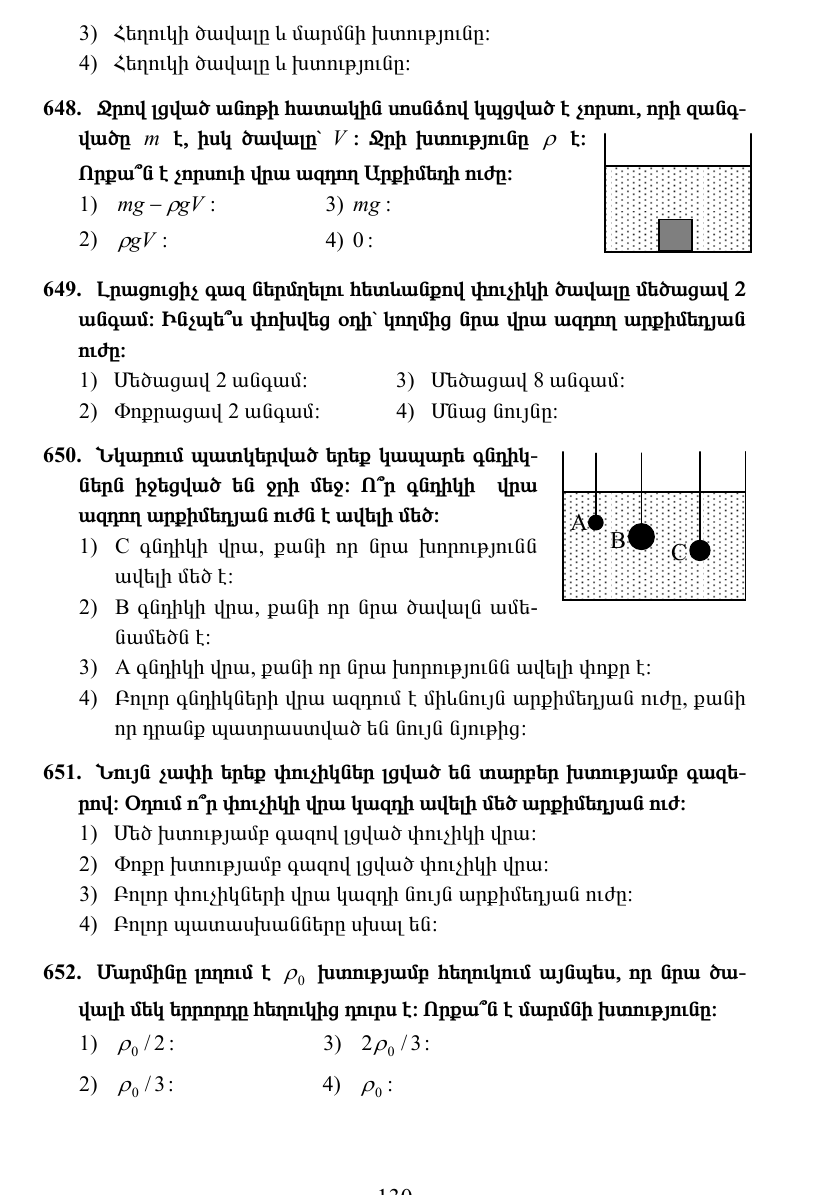 3) Հեղուկի ծավալը և մարմնի խտությունը:
4) Հեղուկի ծավալը և խտությունը:
648. Ջրով լցված անոթի հատակին սոսնձով կպցված է չորսու, որի զանգ-
վածը m է, իսկ ծավալը՝ V : Ջրի խտությունը ρ է:
Որքա՞ն է չորսուի վրա ազդող Արքիմեդի ուժը:
1) mg – ρgV : 3) mg :
2) ρgV : 4) 0 :
649. Լրացուցիչ գազ ներմղելու հետևանքով փուչիկի ծավալը մեծացավ 2
անգամ: Ինչպե՞ս փոխվեց օդի՝ կողմից նրա վրա ազդող արքիմեդյան
ուժը:
1) Մեծացավ 2 անգամ: 3) Մեծացավ 8 անգամ:
2) Փոքրացավ 2 անգամ: 4) Մնաց նույնը:
650. Նկարում պատկերված երեք կապարե գնդիկ-
ներն իջեցված են ջրի մեջ: Ո՞ր գնդիկի վրա
ազդող արքիմեդյան ուժն է ավելի մեծ:
A
B
C
1) C գնդիկի վրա, քանի որ նրա խորությունն
ավելի մեծ է:
2) B գնդիկի վրա, քանի որ նրա ծավալն ամե-
նամեծն է:
3) A գնդիկի վրա, քանի որ նրա խորությունն ավելի փոքր է:
4) Բոլոր գնդիկների վրա ազդում է միևնույն արքիմեդյան ուժը, քանի
որ դրանք պատրաստված են նույն նյութից:
651. Նույն չափի երեք փուչիկներ լցված են տարբեր խտությամբ գազե-
րով: Օդում ո՞ր փուչիկի վրա կազդի ավելի մեծ արքիմեդյան ուժ:
1) Մեծ խտությամբ գազով լցված փուչիկի վրա:
2) Փոքր խտությամբ գազով լցված փուչիկի վրա:
3) Բոլոր փուչիկների վրա կազդի նույն արքիմեդյան ուժը:
4) Բոլոր պատասխանները սխալ են:
652. Մարմինը լողում է ρ₀ խտությամբ հեղուկում այնպես, որ նրա ծա-
վալի մեկ երրորդը հեղուկից դուրս է: Որքա՞ն է մարմնի խտությունը:
1) ρ₀ / 2 : 3) 2ρ₀ / 3 :
2) ρ₀ / 3 : 4) ρ₀ :